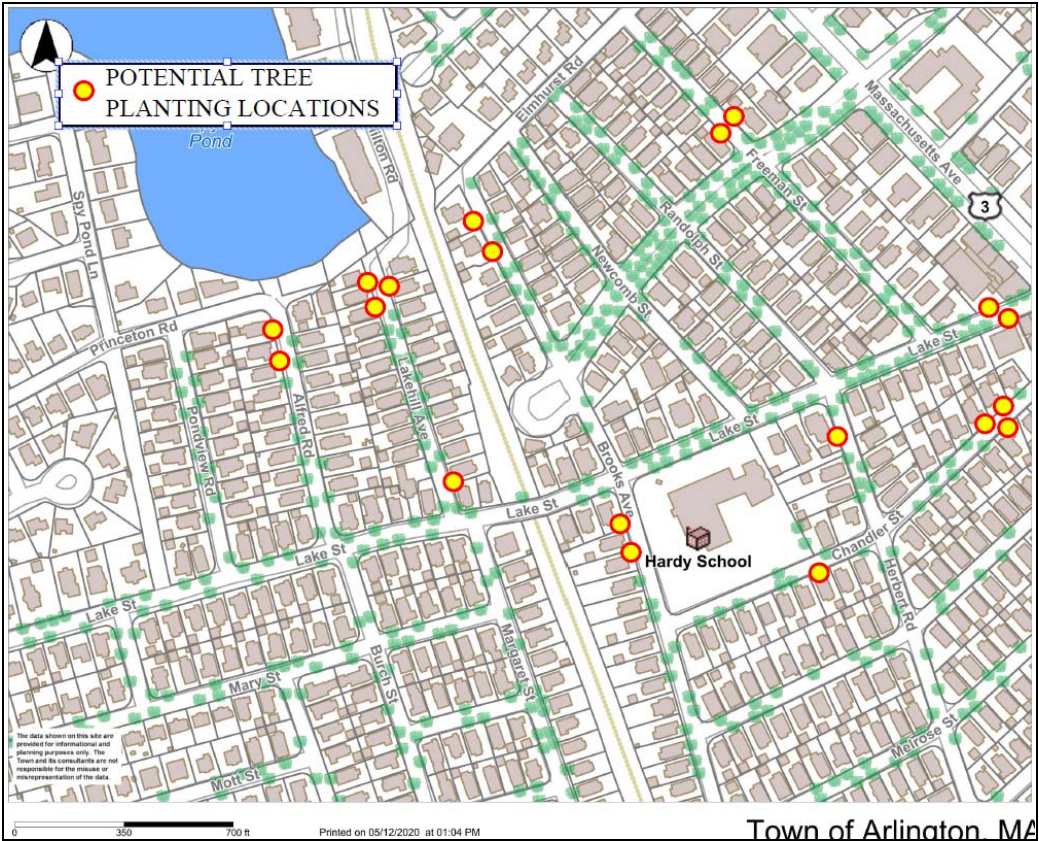 POTENTIAL TREE
PLANTING LOCATIONS
Pond
ilton Rd
Elmhurst Rd
Massachusetts Ave
3
Freeman St
Randolph St
Newcomb St
Spy Pond Ln
Princeton Rd
Pondview Rd
Alfred Rd
Lakehill Ave
Lake St
Lake St
Brooks Ave
Lake St
Hardy School
Chandler St
Herbert Rd
Lake St
Lake St
Margaret St
Burch St
Mary St
Mott St
Melrose St
The data shown on this site are
provided for informational and
planning purposes only. The
Town and its consultants are not
responsible for the misuse or
misrepresentation of the data.
0 350 700 ft
Printed on 05/12/2020 at 01:04 PM
Town of Arlington, MA